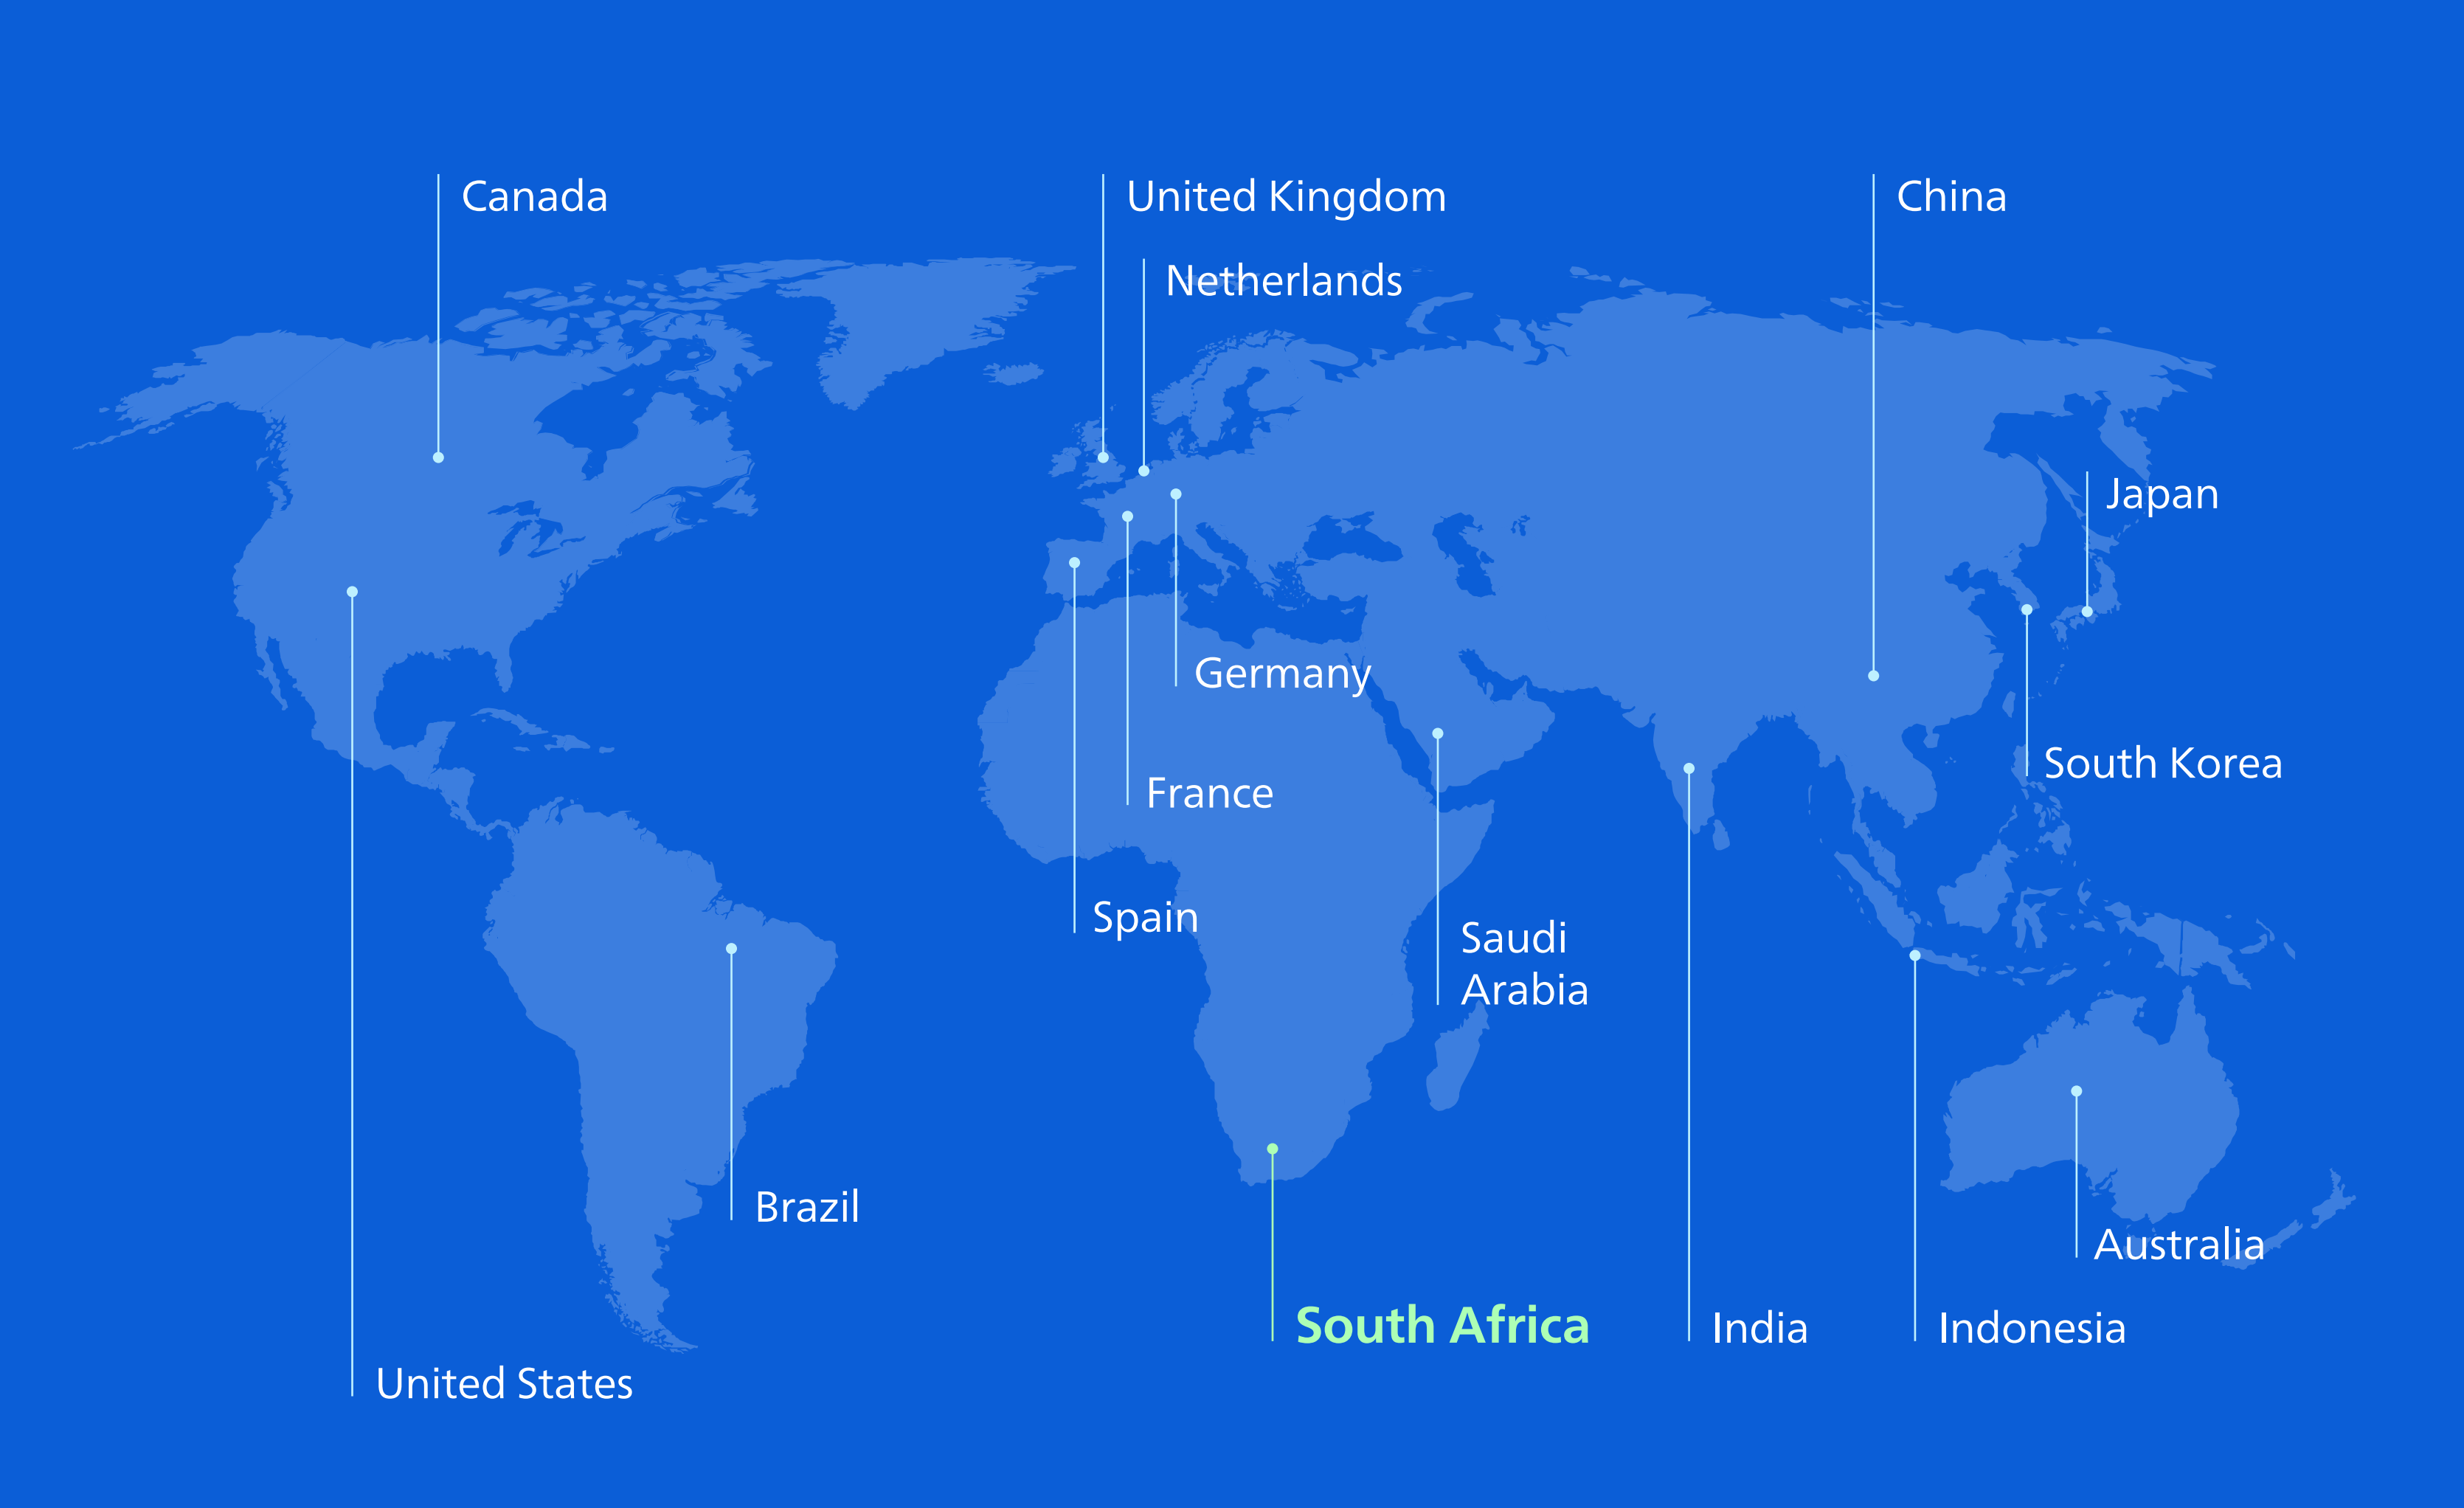 Canada
United Kingdom
China
Netherlands
Japan
Germany
South Korea
France
Spain
Saudi
Arabia
Brazil
Australia
South Africa
India
Indonesia
United States